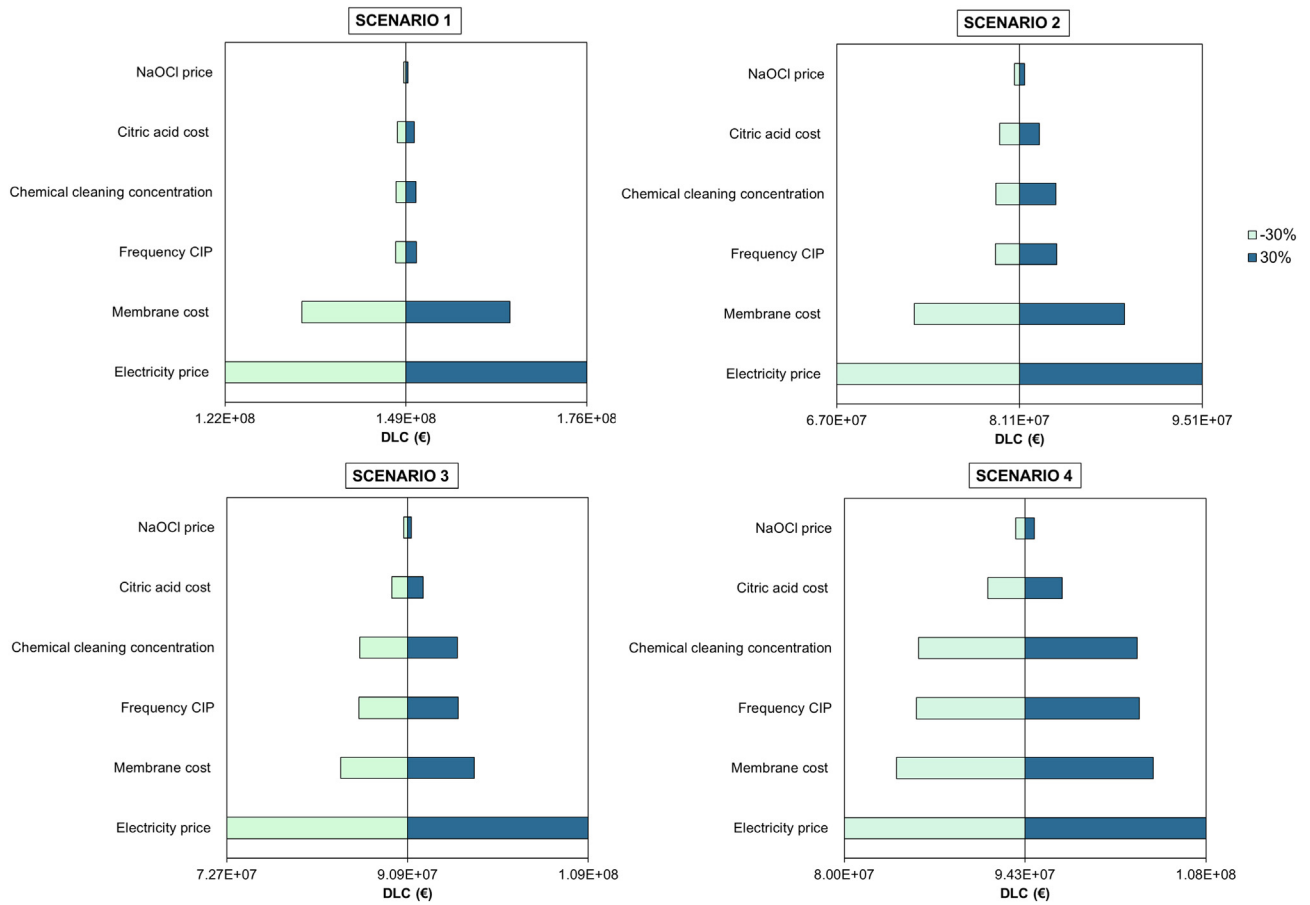 SCENARIO 1
NaOCl price
Citric acid cost
Chemical cleaning concentration
Frequency CIP
Membrane cost
Electricity price
1.22E+08 1.49E+08 1.76E+08
DLC (€)
SCENARIO 2
NaOCl price
Citric acid cost
Chemical cleaning concentration
Frequency CIP
Membrane cost
Electricity price
6.70E+07 8.11E+07 9.51E+07
DLC (€)
-30%
30%
SCENARIO 3
NaOCl price
Citric acid cost
Chemical cleaning concentration
Frequency CIP
Membrane cost
Electricity price
7.27E+07 9.09E+07 1.09E+08
DLC (€)
SCENARIO 4
NaOCl price
Citric acid cost
Chemical cleaning concentration
Frequency CIP
Membrane cost
Electricity price
8.00E+07 9.43E+07 1.08E+08
DLC (€)